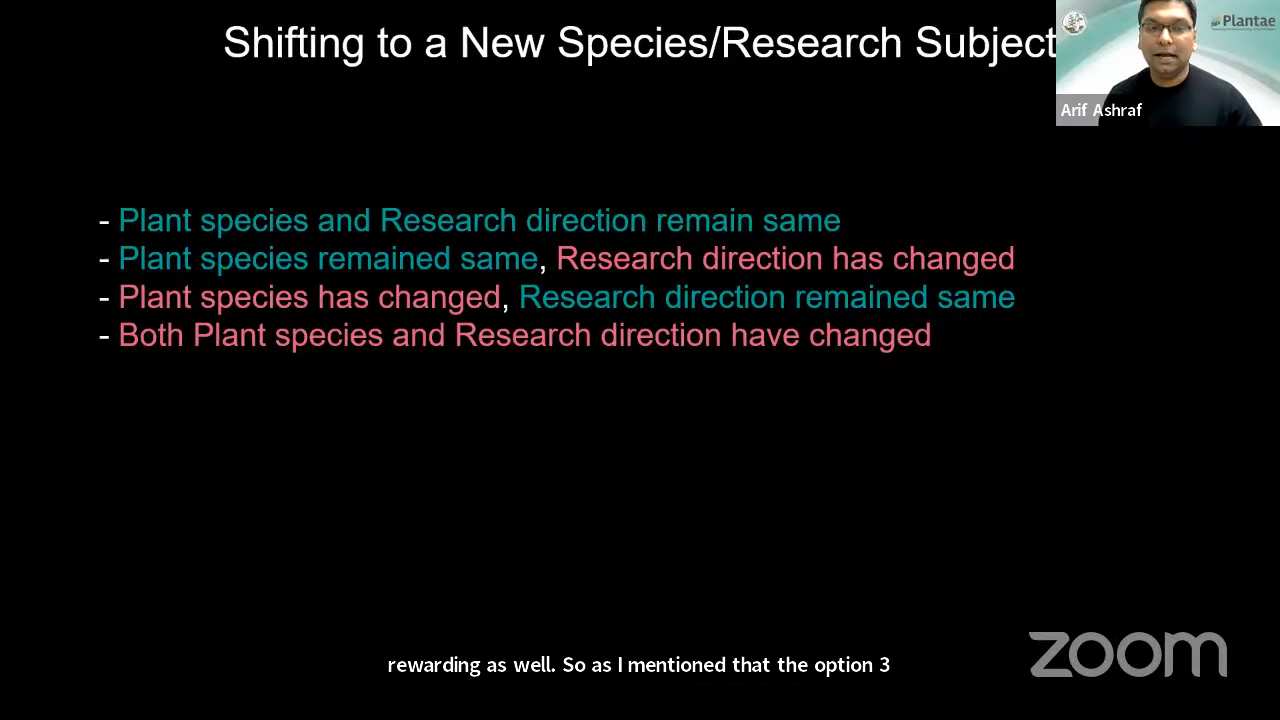 Shifting to a New Species/Research Subject
Plantae
Arif Ashraf
- Plant species and Research direction remain same
- Plant species remained same, Research direction has changed
- Plant species has changed, Research direction remained same
- Both Plant species and Research direction have changed
rewarding as well. So as I mentioned that the option 3
zoom